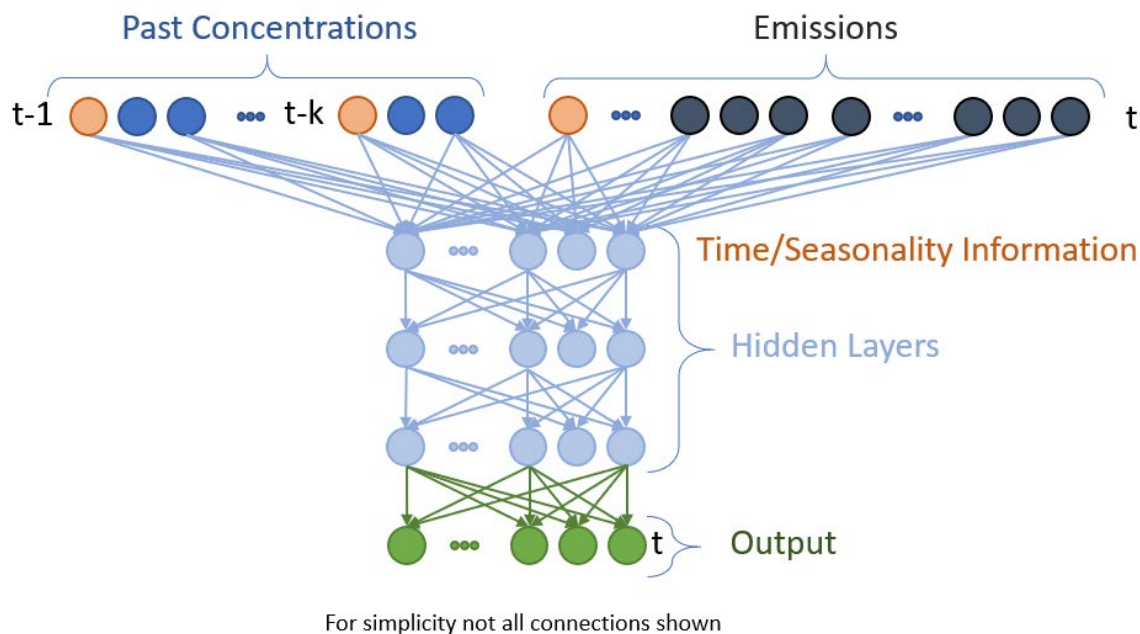 Past Concentrations
Emissions
t-1
t-k
t
Time/Seasonality Information
Hidden Layers
t
Output
For simplicity not all connections shown